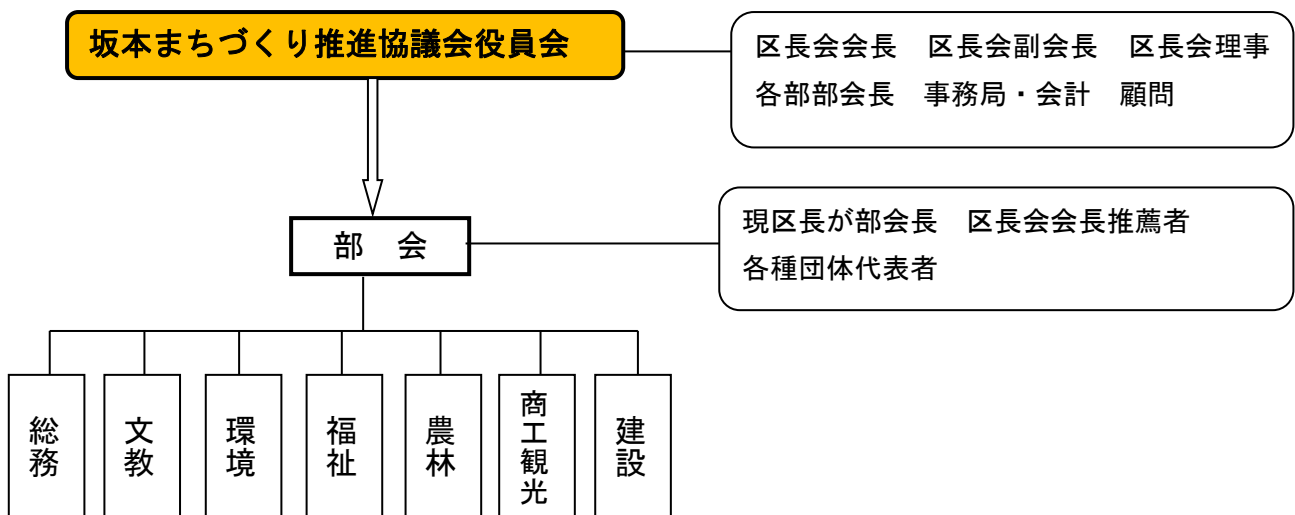 坂本まちづくり推進協議会役員会
区長会会長　区長会副会長　区長会理事
各部部会長　事務局・会計　顧問
部　会
現区長が部会長　区長会会長推薦者
各種団体代表者
総務
文教
環境
福祉
農林
商工観光
建設